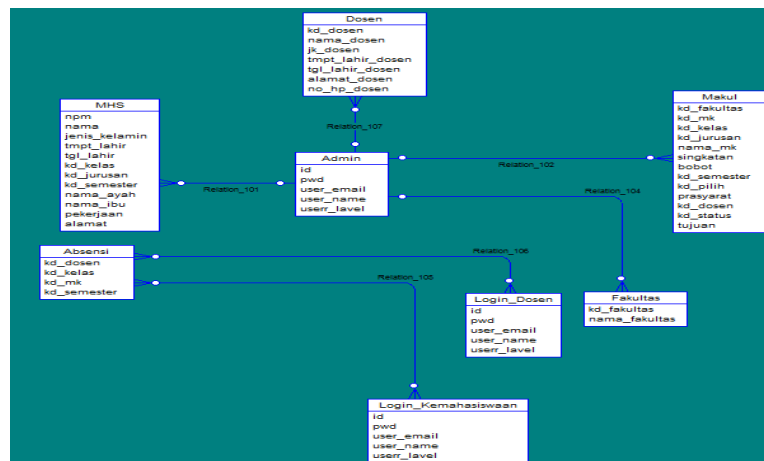 Dosen
kd_dosen
nama_dosen
jk_dosen
tmpt_lahir_dosen
tgl_lahir_dosen
alamat_dosen
no_hp_dosen
Relation_107
MHS
npm
nama
jenis_kelamin
tmpt_lahir
tgl_lahir
kd_kelas
kd_jurusan
kd_semester
nama_ayah
nama_ibu
pekerjaan
alamat
Relation_101
Admin
id
pwd
user_email
user_name
userr_lavel
Relation_102
Relation_104
Makul
kd_fakultas
kd_mk
kd_kelas
kd_jurusan
nama_mk
singkatan
bobot
kd_semester
kd_pilih
prasyarat
kd_dosen
kd_status
tujuan
Absensi
kd_dosen
kd_kelas
kd_mk
kd_semester
Relation_106
Relation_105
Login_Dosen
id
pwd
user_email
user_name
userr_lavel
Fakultas
kd_fakultas
nama_fakultas
Login_Kemahasiswaan
id
pwd
user_email
user_name
userr_lavel